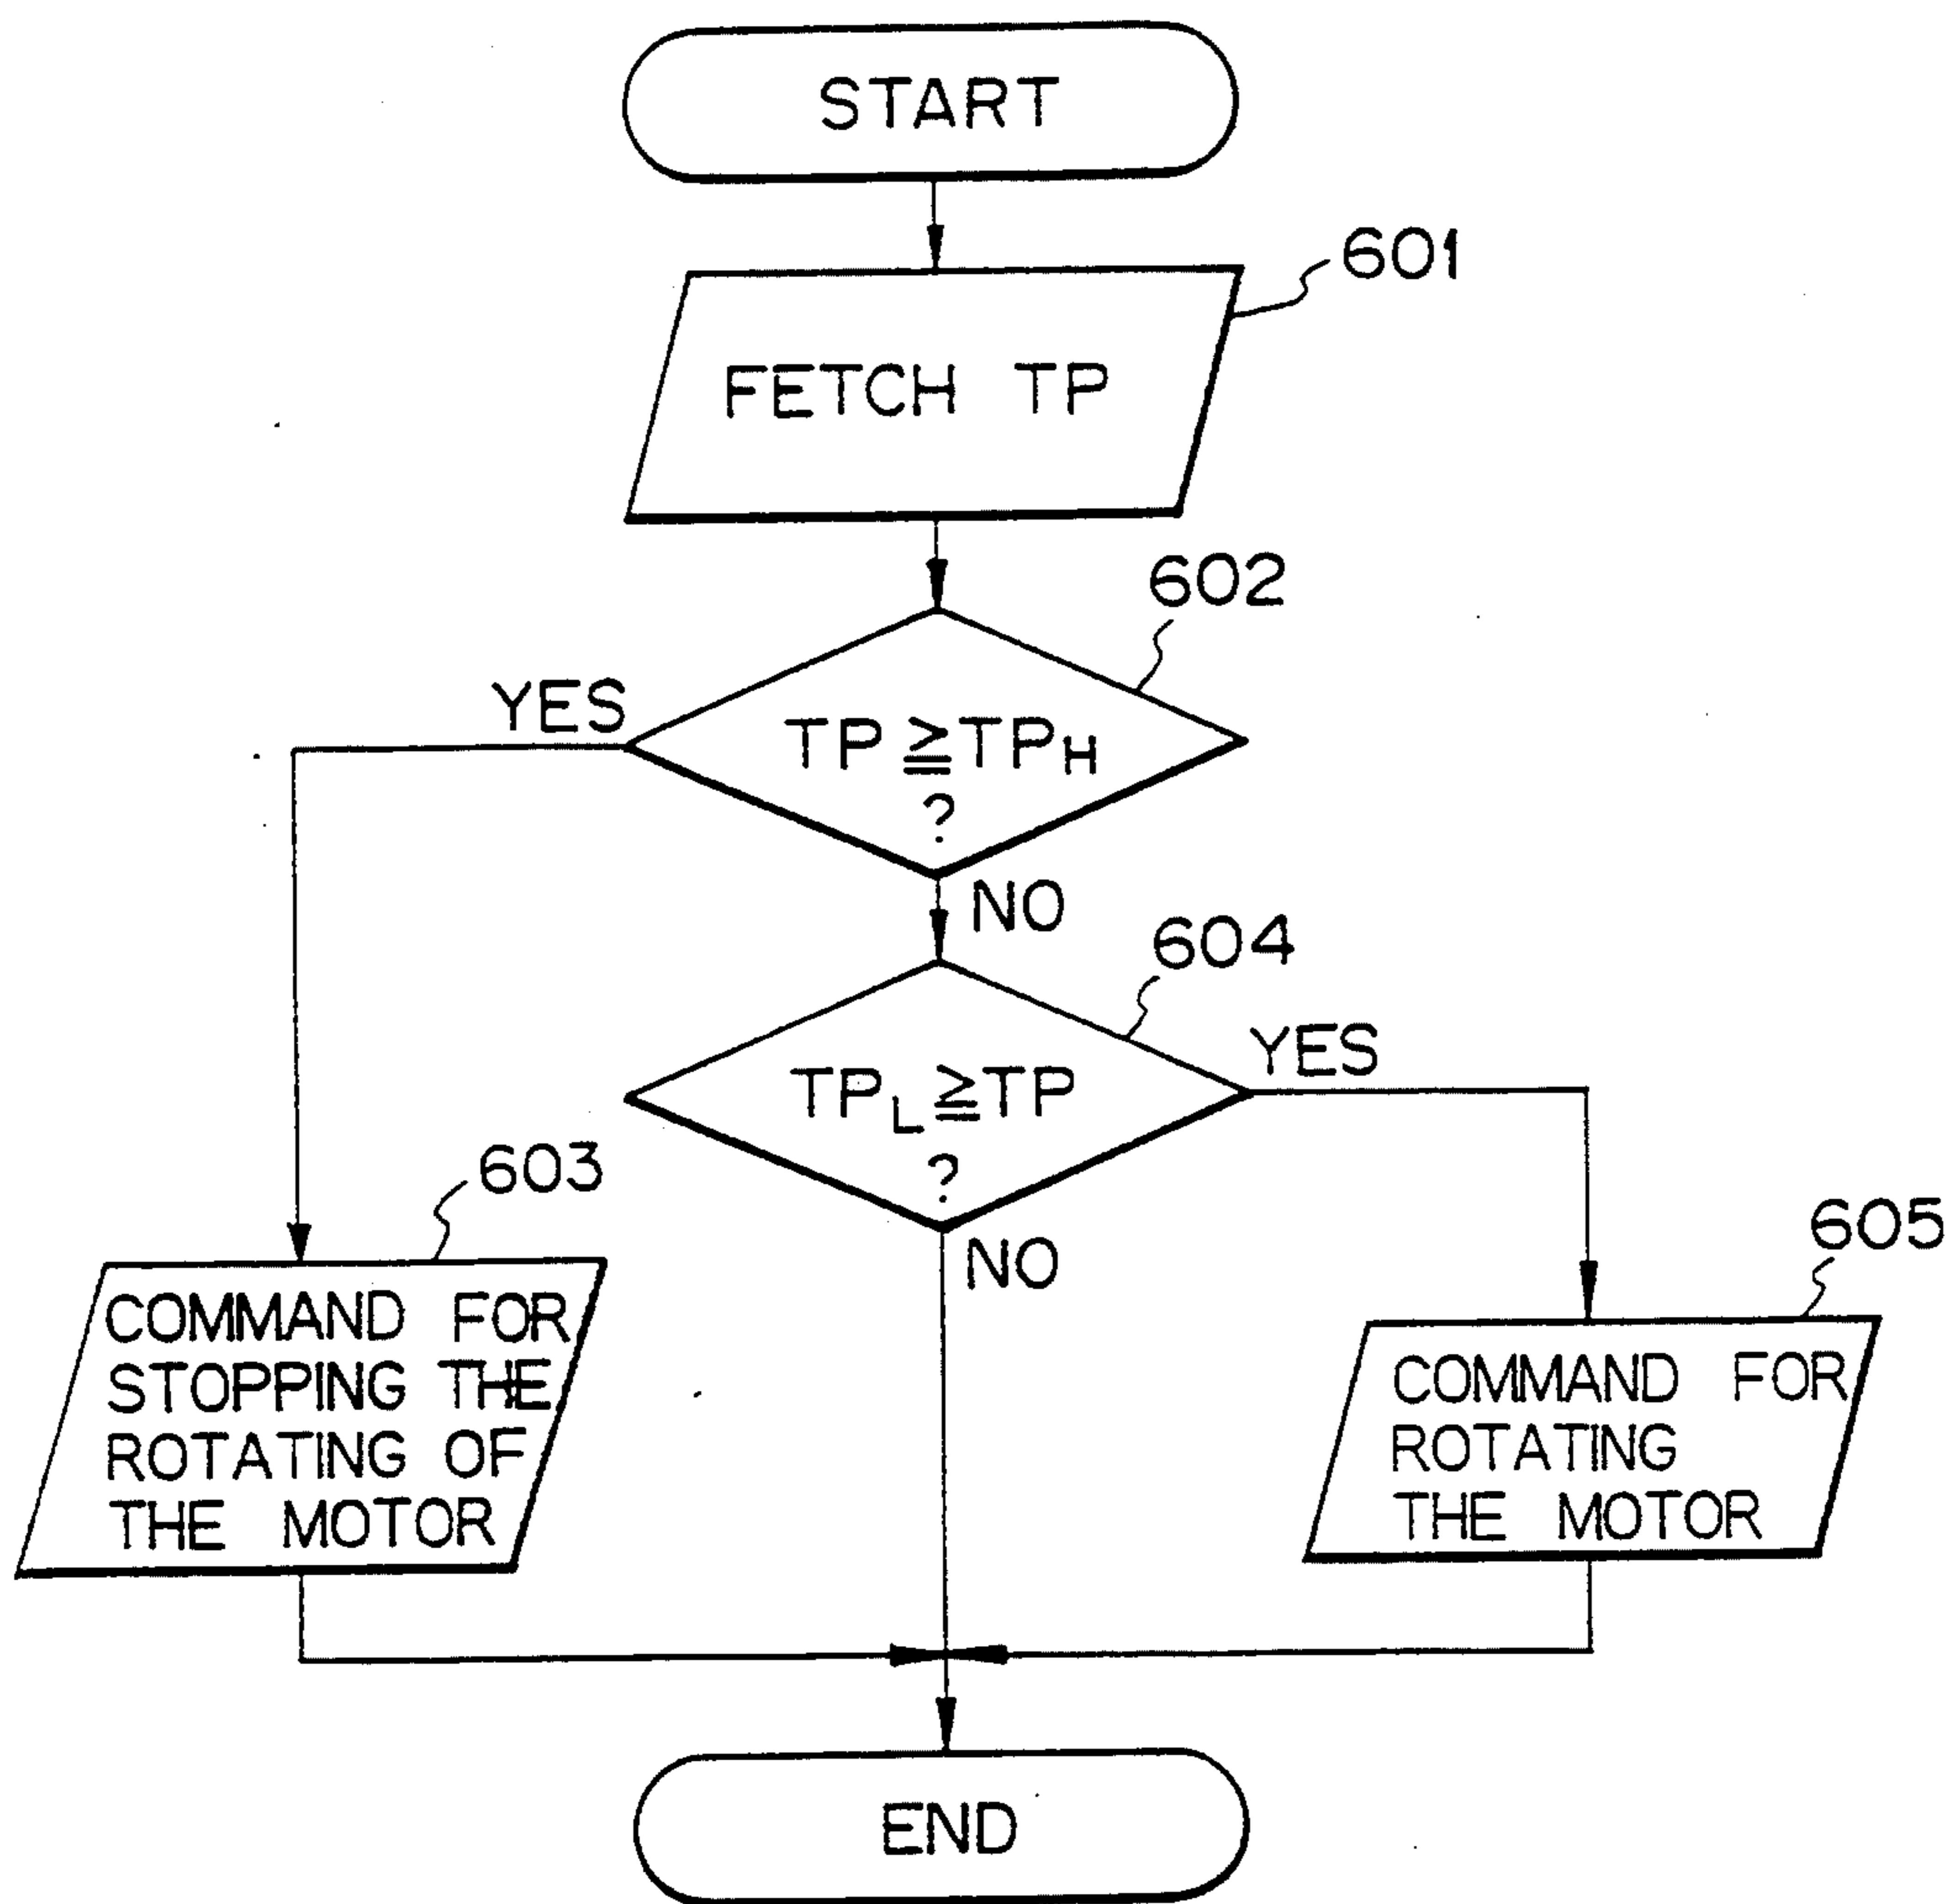 START
601
FETCH TP
602
YES
TP ≧ TPH
?
NO
604
YES
TPL ≧ TP
?
NO
603
COMMAND FOR
STOPPING THE
ROTATING OF
THE MOTOR
605
COMMAND FOR
ROTATING
THE MOTOR
END